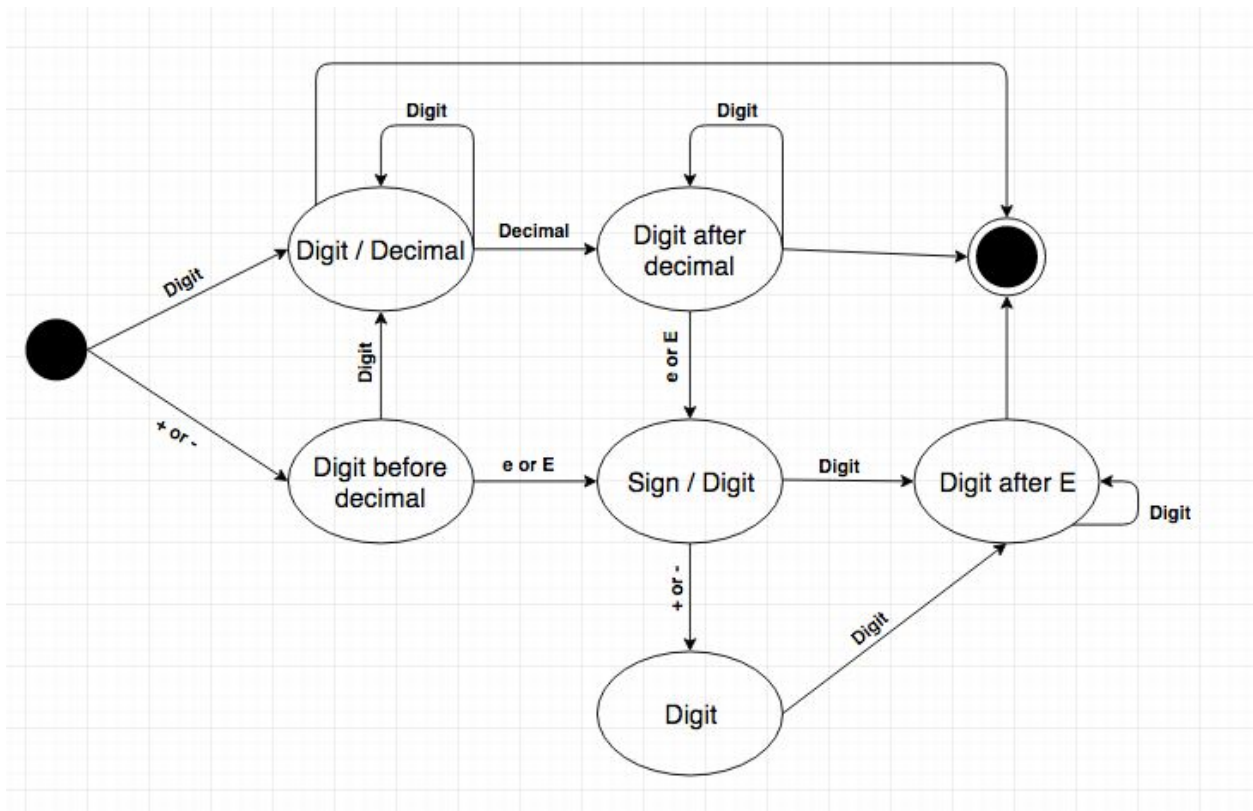 Digit
Digit
Digit / Decimal
Decimal
Digit after
decimal
Digit
+ or -
Digit
e or E
Digit before
decimal
e or E
Sign / Digit
Digit
Digit after E
Digit
+ or -
Digit
Digit